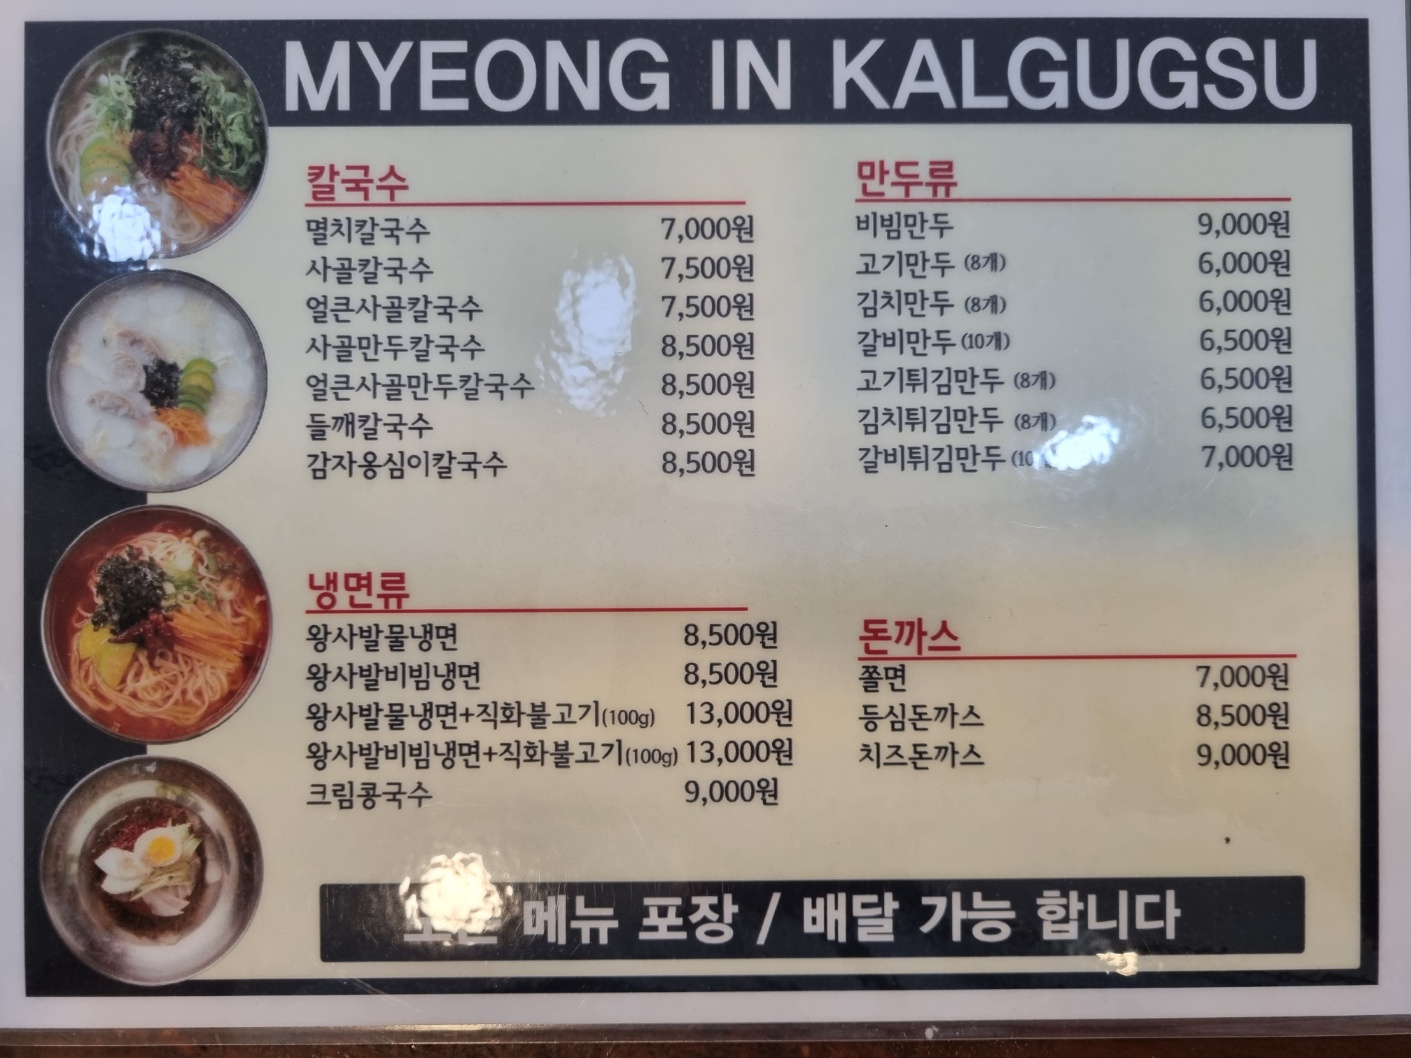 MYEONG IN KALGUGSU
칼국수
멸치칼국수 7,000원
사골칼국수 7,500원
얼큰사골칼국수 7,500원
사골만두칼국수 8,500원
얼큰사골만두칼국수 8,500원
들깨칼국수 8,500원
감자옹심이칼국수 8,500원
만두류
비빔만두 9,000원
고기만두 (8개) 6,000원
김치만두 (8개) 6,000원
갈비만두 (10개) 6,500원
고기튀김만두 (8개) 6,500원
김치튀김만두 (8개) 6,500원
갈비튀김만두 7,000원
냉면류
왕사발물냉면 8,500원
왕사발비빔냉면 8,500원
왕사발물냉면+직화불고기(100g) 13,000원
왕사발비빔냉면+직화불고기(100g) 13,000원
크림콩국수 9,000원
돈까스
쫄면 7,000원
등심돈까스 8,500원
치즈돈까스 9,000원
메뉴 포장 / 배달 가능 합니다